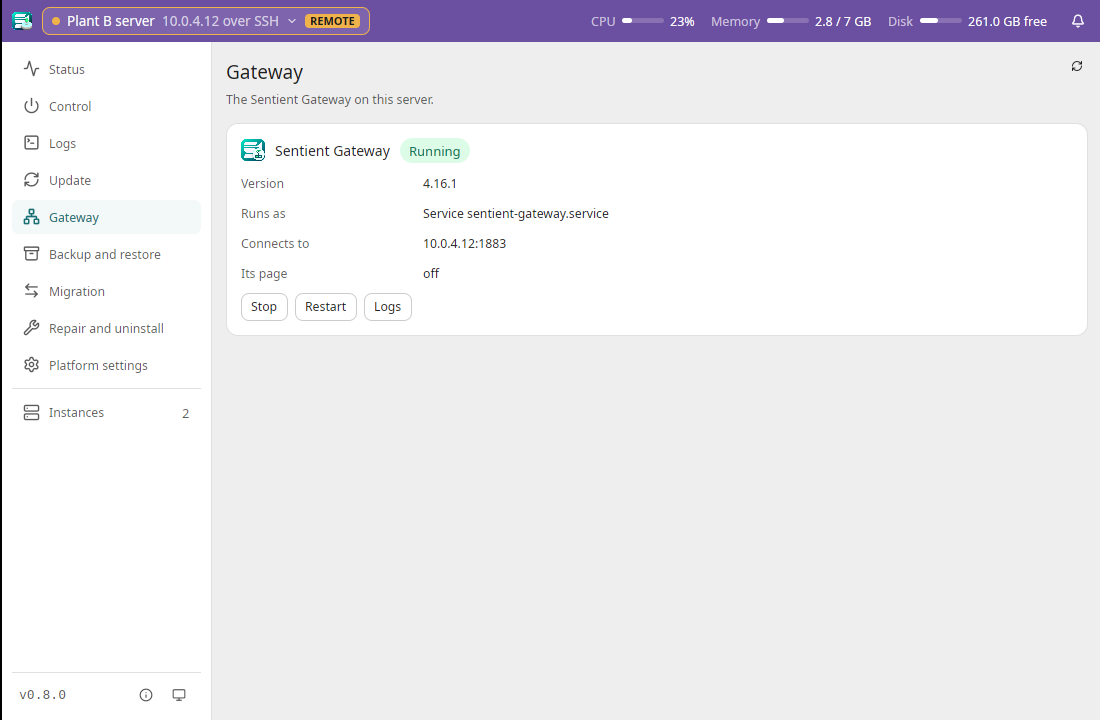 Plant B server 10.0.4.12 over SSH REMOTE
CPU 23% Memory 2.8 / 7 GB Disk 261.0 GB free
Status
Control
Logs
Update
Gateway
Backup and restore
Migration
Repair and uninstall
Platform settings
Instances 2
v0.8.0
Gateway
The Sentient Gateway on this server.
Sentient Gateway Running
Version 4.16.1
Runs as Service sentient-gateway.service
Connects to 10.0.4.12:1883
Its page off
Stop Restart Logs